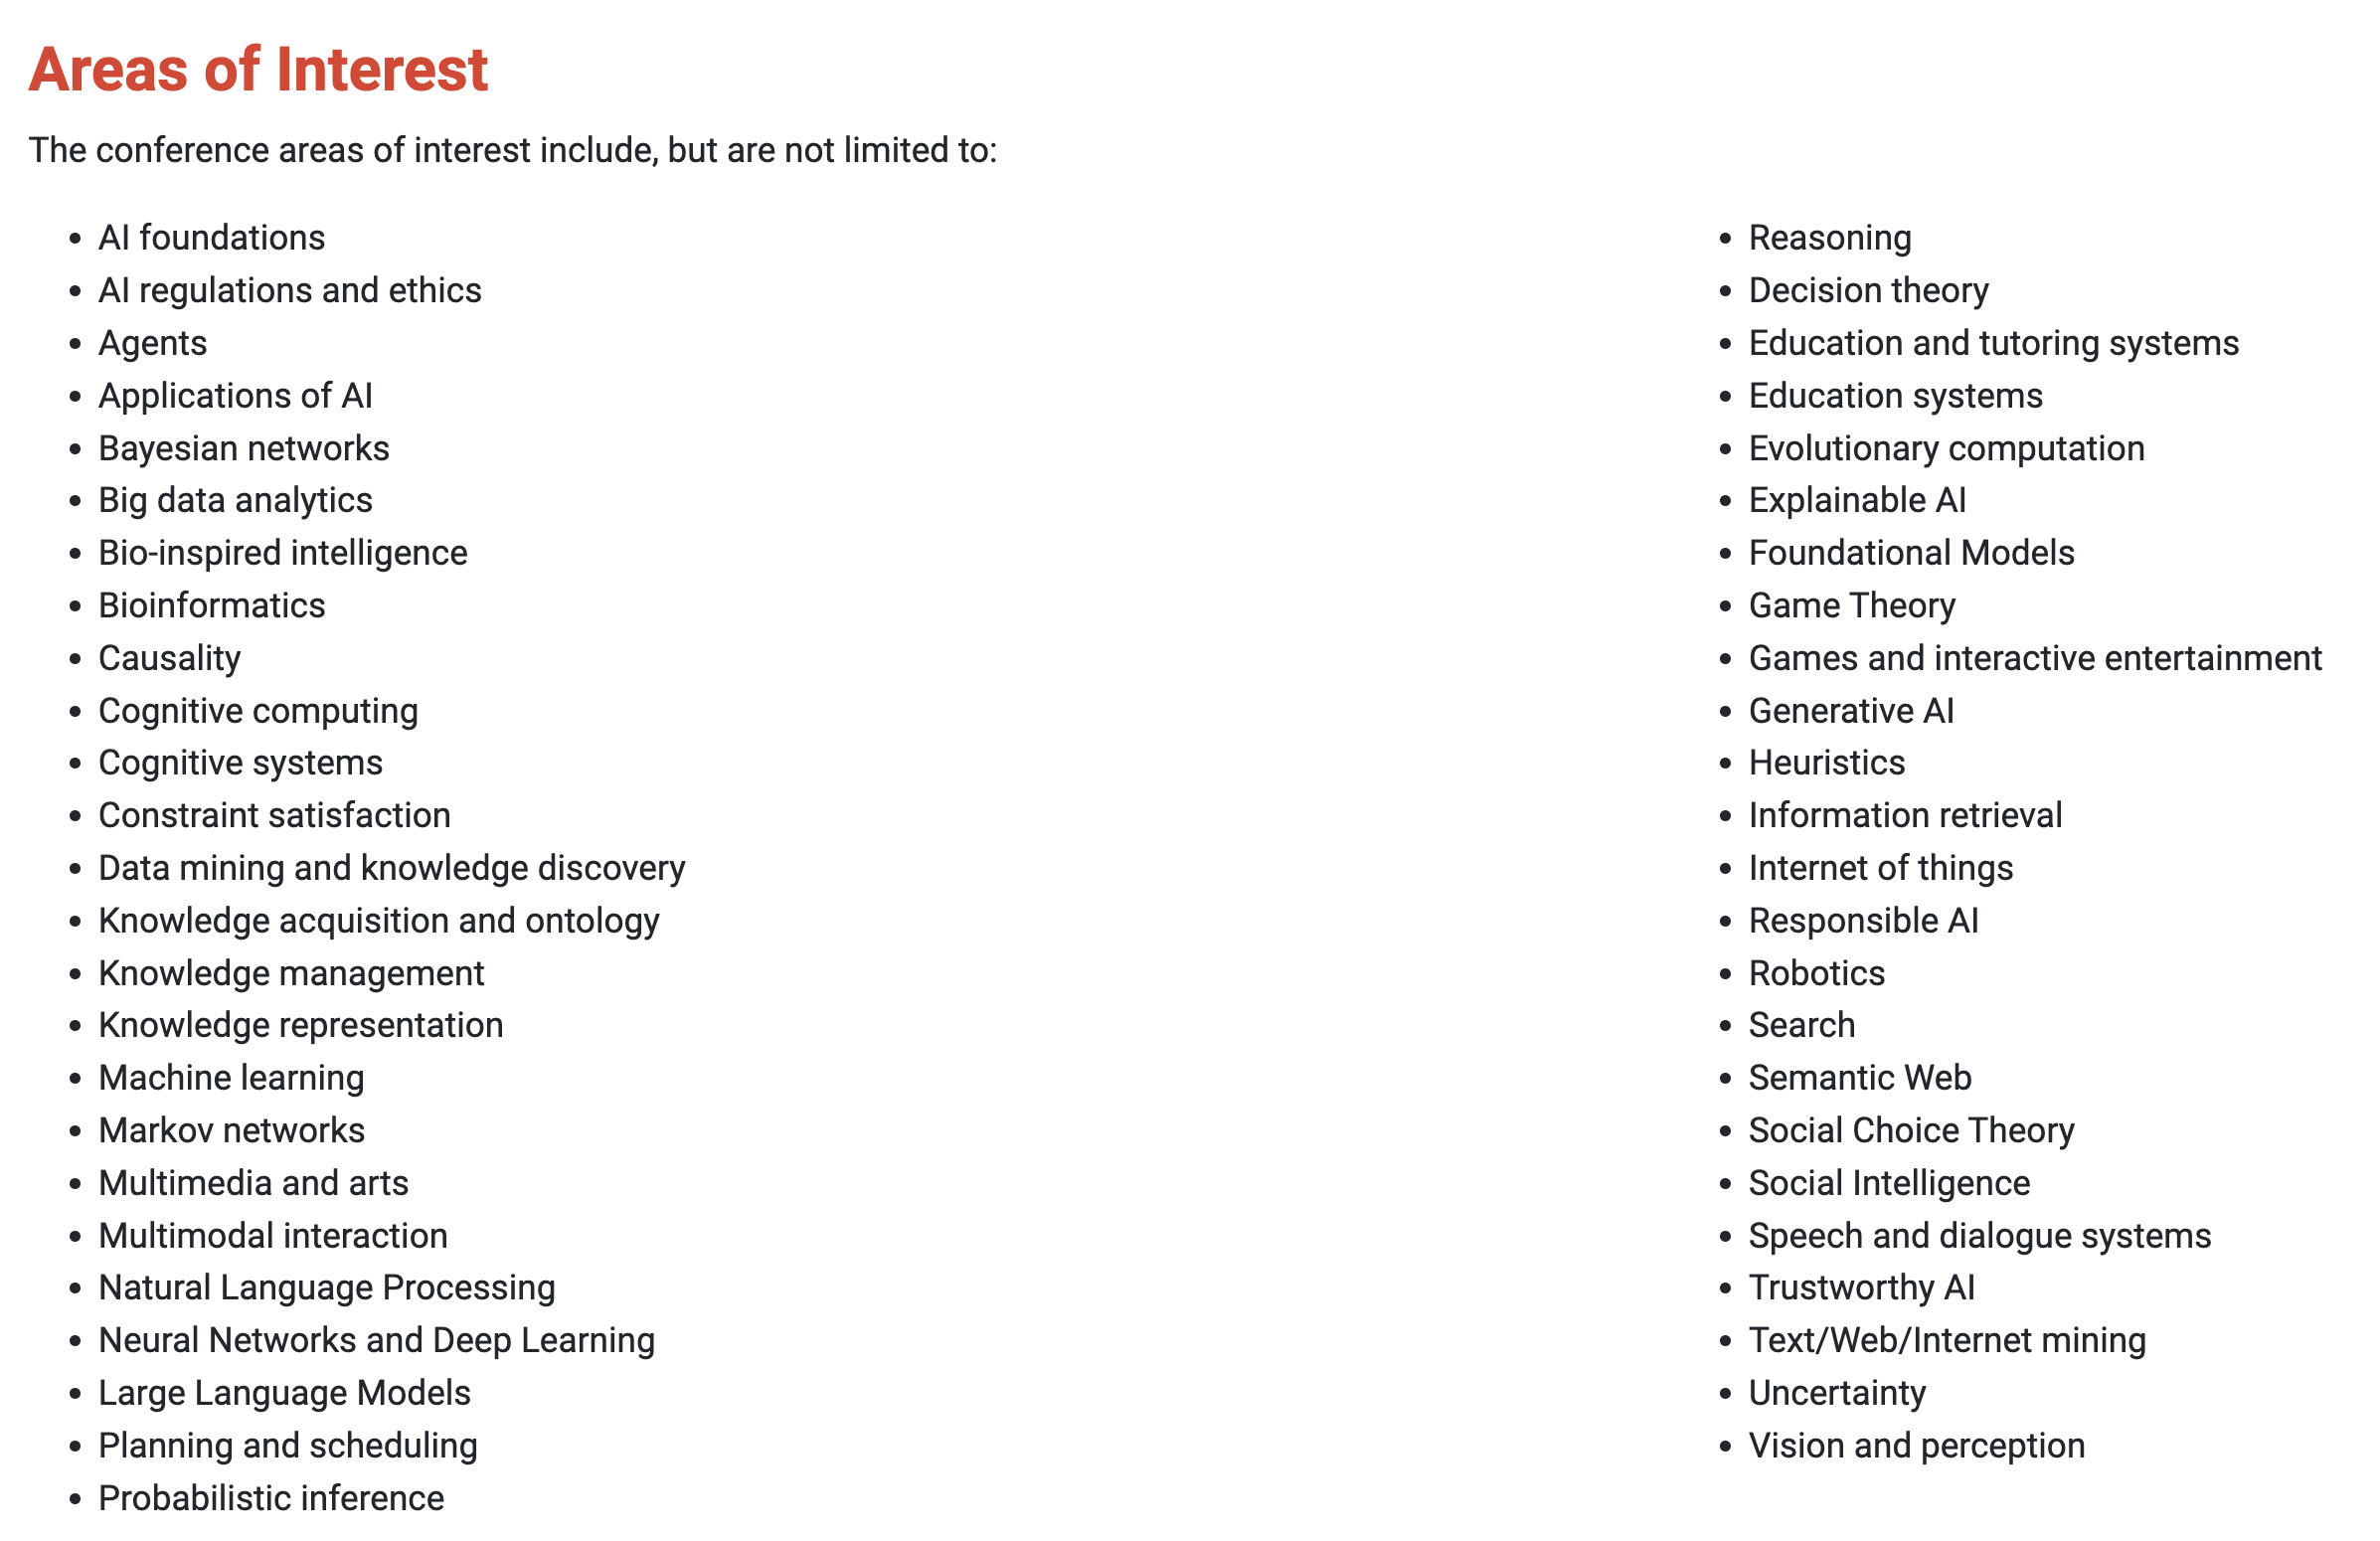 Areas of Interest
The conference areas of interest include, but are not limited to:
• AI foundations
• AI regulations and ethics
• Agents
• Applications of AI
• Bayesian networks
• Big data analytics
• Bio-inspired intelligence
• Bioinformatics
• Causality
• Cognitive computing
• Cognitive systems
• Constraint satisfaction
• Data mining and knowledge discovery
• Knowledge acquisition and ontology
• Knowledge management
• Knowledge representation
• Machine learning
• Markov networks
• Multimedia and arts
• Multimodal interaction
• Natural Language Processing
• Neural Networks and Deep Learning
• Large Language Models
• Planning and scheduling
• Probabilistic inference
• Reasoning
• Decision theory
• Education and tutoring systems
• Education systems
• Evolutionary computation
• Explainable AI
• Foundational Models
• Game Theory
• Games and interactive entertainment
• Generative AI
• Heuristics
• Information retrieval
• Internet of things
• Responsible AI
• Robotics
• Search
• Semantic Web
• Social Choice Theory
• Social Intelligence
• Speech and dialogue systems
• Trustworthy AI
• Text/Web/Internet mining
• Uncertainty
• Vision and perception